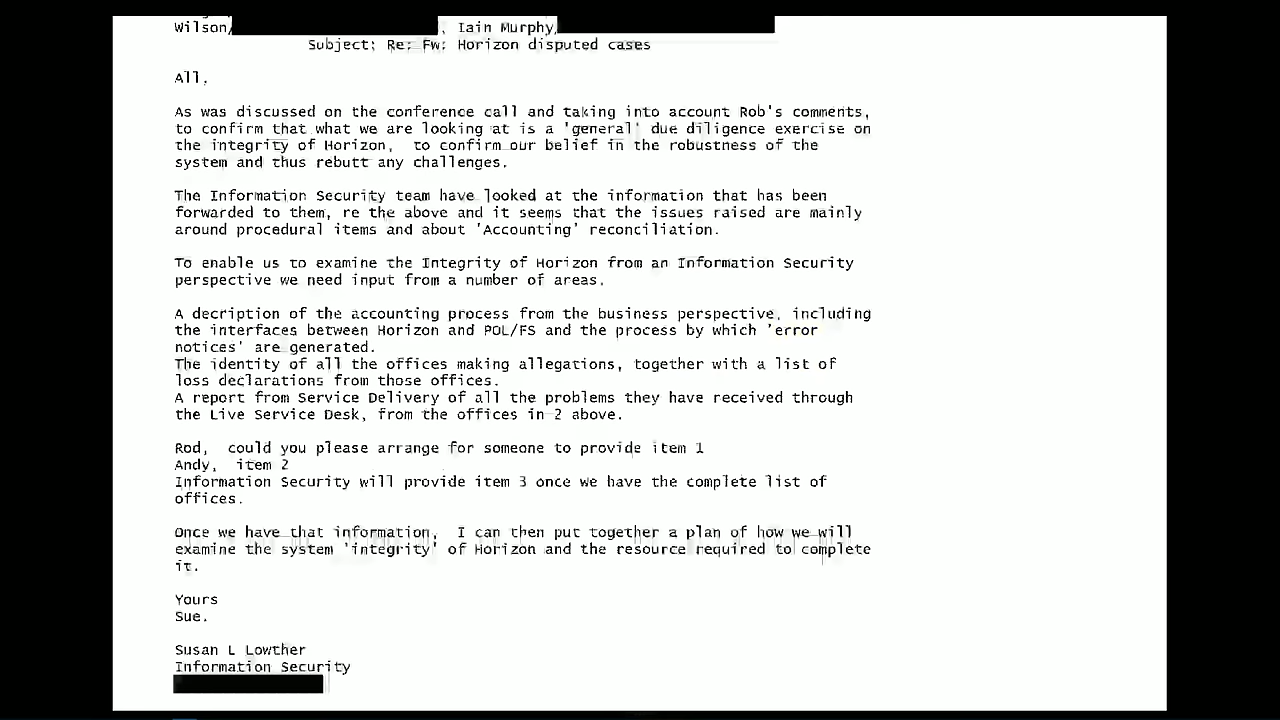 Wilson/ , Iain Murphy/
Subject: Re: Fw: Horizon disputed cases
All,
As was discussed on the conference call and taking into account Rob's comments,
to confirm that what we are looking at is a 'general' due diligence exercise on
the integrity of Horizon, to confirm our belief in the robustness of the
system and thus rebutt any challenges.
The Information Security team have looked at the information that has been
forwarded to them, re the above and it seems that the issues raised are mainly
around procedural items and about 'Accounting' reconciliation.
To enable us to examine the Integrity of Horizon from an Information Security
perspective we need input from a number of areas.
A decription of the accounting process from the business perspective, including
the interfaces between Horizon and POL/FS and the process by which 'error
notices' are generated.
The identity of all the offices making allegations, together with a list of
loss declarations from those offices.
A report from Service Delivery of all the problems they have received through
the Live Service Desk, from the offices in 2 above.
Rod, could you please arrange for someone to provide item 1
Andy, item 2
Information Security will provide item 3 once we have the complete list of
offices.
Once we have that information, I can then put together a plan of how we will
examine the system 'integrity' of Horizon and the resource required to complete
it.
Yours
Sue.
Susan L Lowther
Information Security